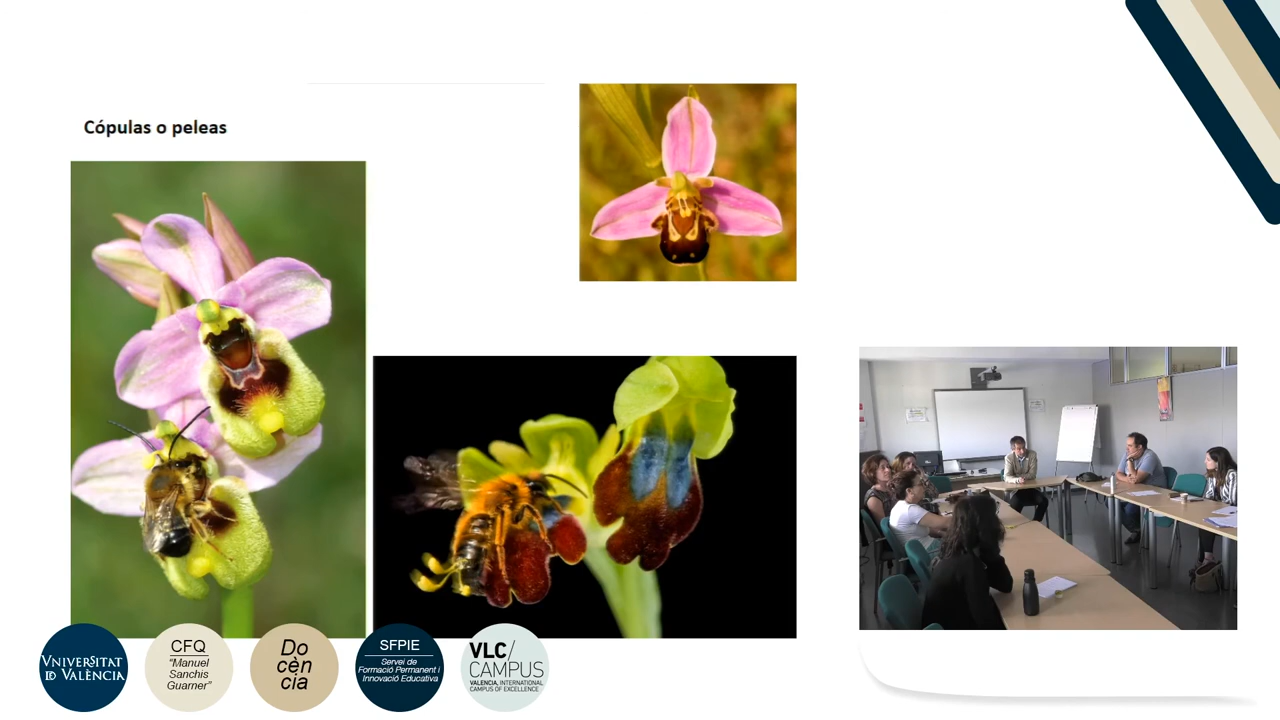 Cópulas o peleas
VNIVERSITAT
ID VALÈNCIA
CFQ
"Manuel
Sanchis
Guarner"
Do
cèn
cia
SFPIE
Servei de
Formació Permanent i
Innovació Educativa
VLC/
CAMPUS
VALENCIA, INTERNATIONAL
CAMPUS OF EXCELLENCE